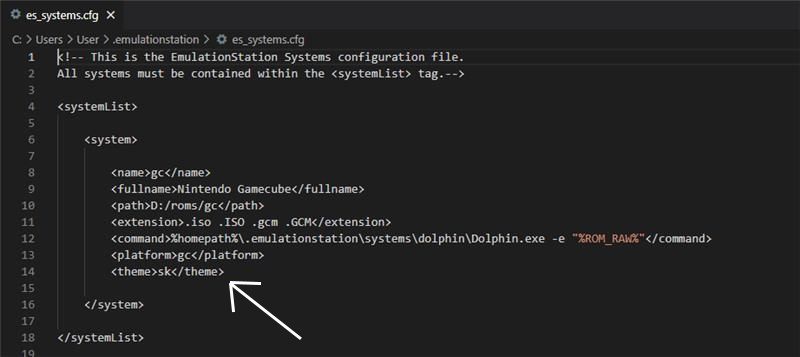 es_systems.cfg ×
C: > Users > User > .emulationstation > es_systems.cfg
1 <!-- This is the EmulationStation Systems configuration file.
2 All systems must be contained within the <systemList> tag.-->
3
4 <systemList>
5
6 <system>
7
8 <name>gc</name>
9 <fullname>Nintendo Gamecube</fullname>
10 <path>D:/roms/gc</path>
11 <extension>.iso .ISO .gcm .GCM</extension>
12 <command>%homepath%\.emulationstation\systems\dolphin\Dolphin.exe -e "%ROM_RAW%"</command>
13 <platform>gc</platform>
14 <theme>sk</theme>
15
16 </system>
17
18 </systemList>
19